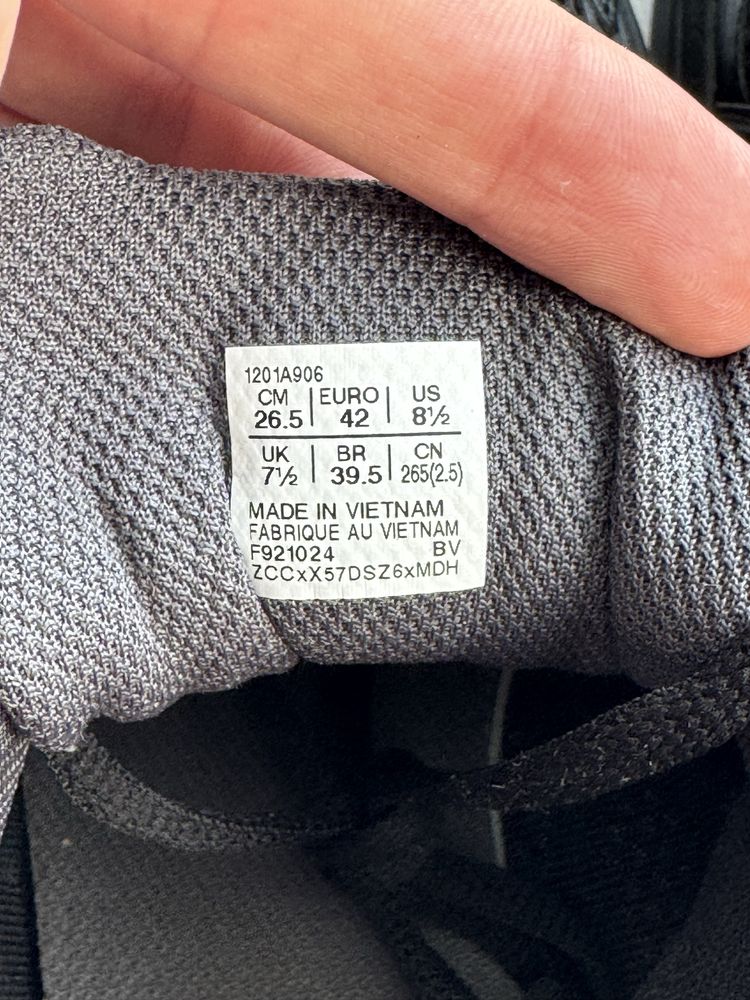 1201A906
CM | EURO | US
26.5 | 42 | 8½
UK | BR | CN
7½ | 39.5 | 265(2.5)
MADE IN VIETNAM
FABRIQUE AU VIETNAM
F921024 BV
ZCCxX57DSZ6xMDH